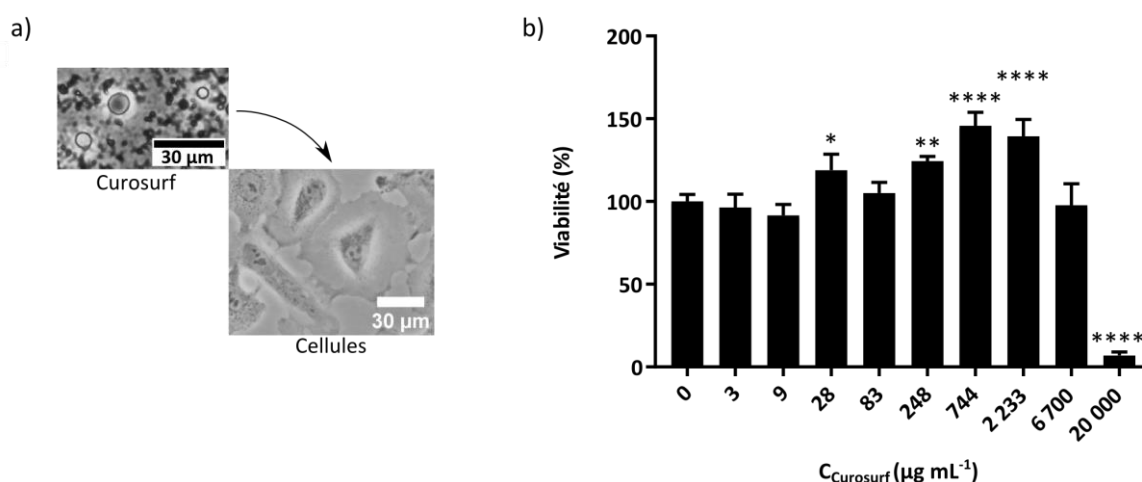 a)
30 µm
Curosurf
30 µm
Cellules
b)
Viabilité (%)
200
150
100
50
0
*
**
****
****
****
0
3
9
28
83
248
744
2 233
6 700
20 000
C_Curosurf (µg mL⁻¹)